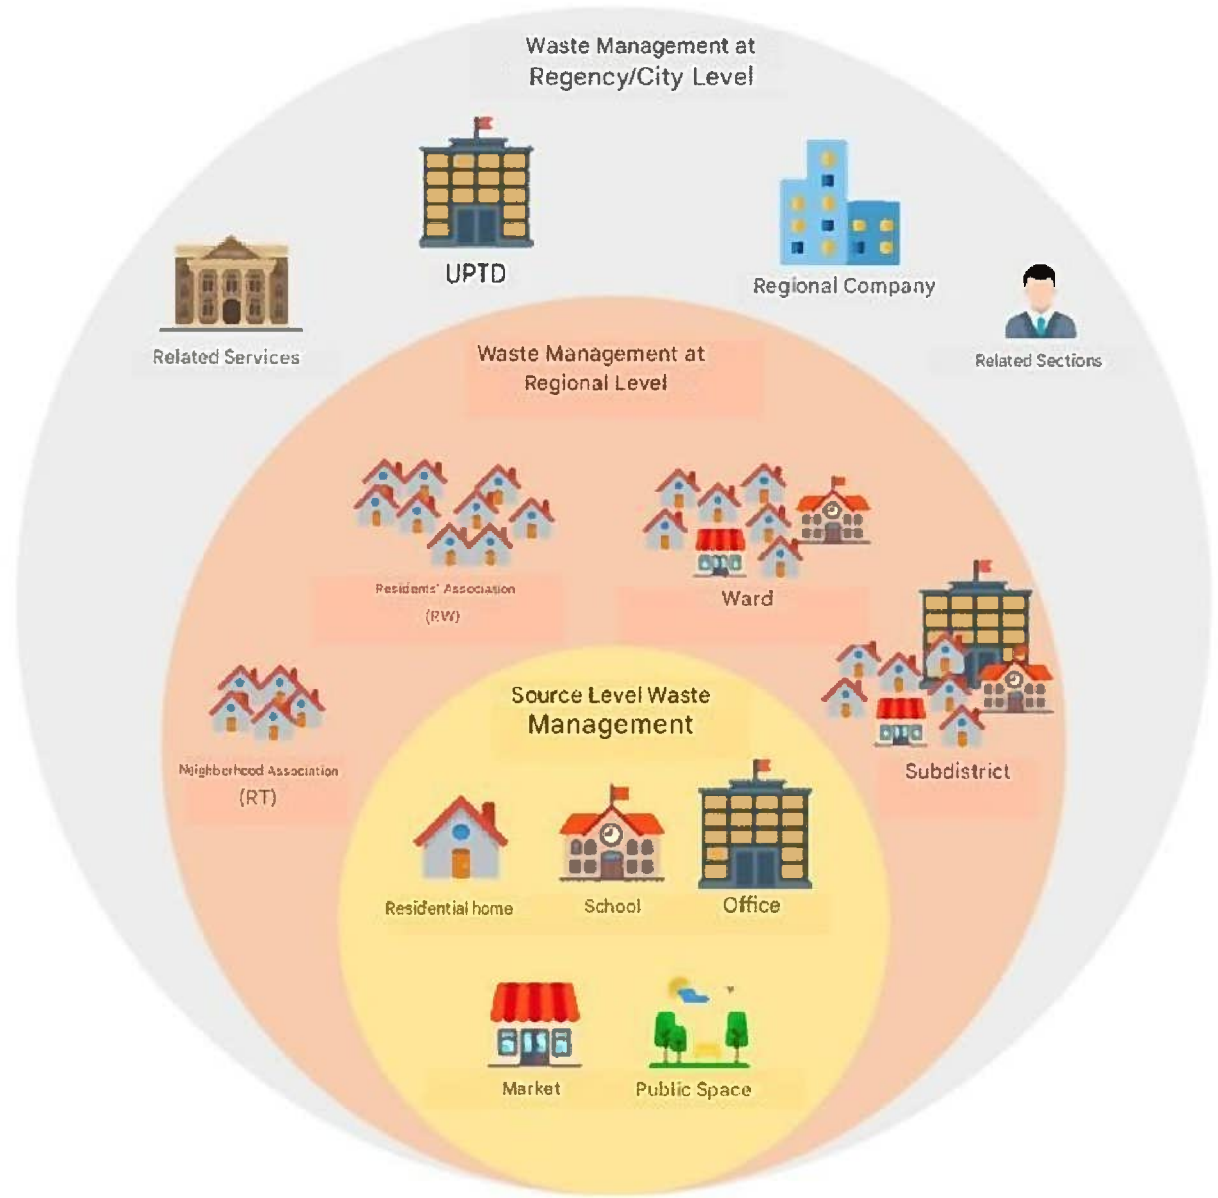 Waste Management at
Regency/City Level
UPTD
Regional Company
Related Services
Related Sections
Waste Management at
Regional Level
Residents' Association
(RW)
Ward
Neighborhood Association
(RT)
Subdistrict
Source Level Waste
Management
Residential home
School
Office
Market
Public Space